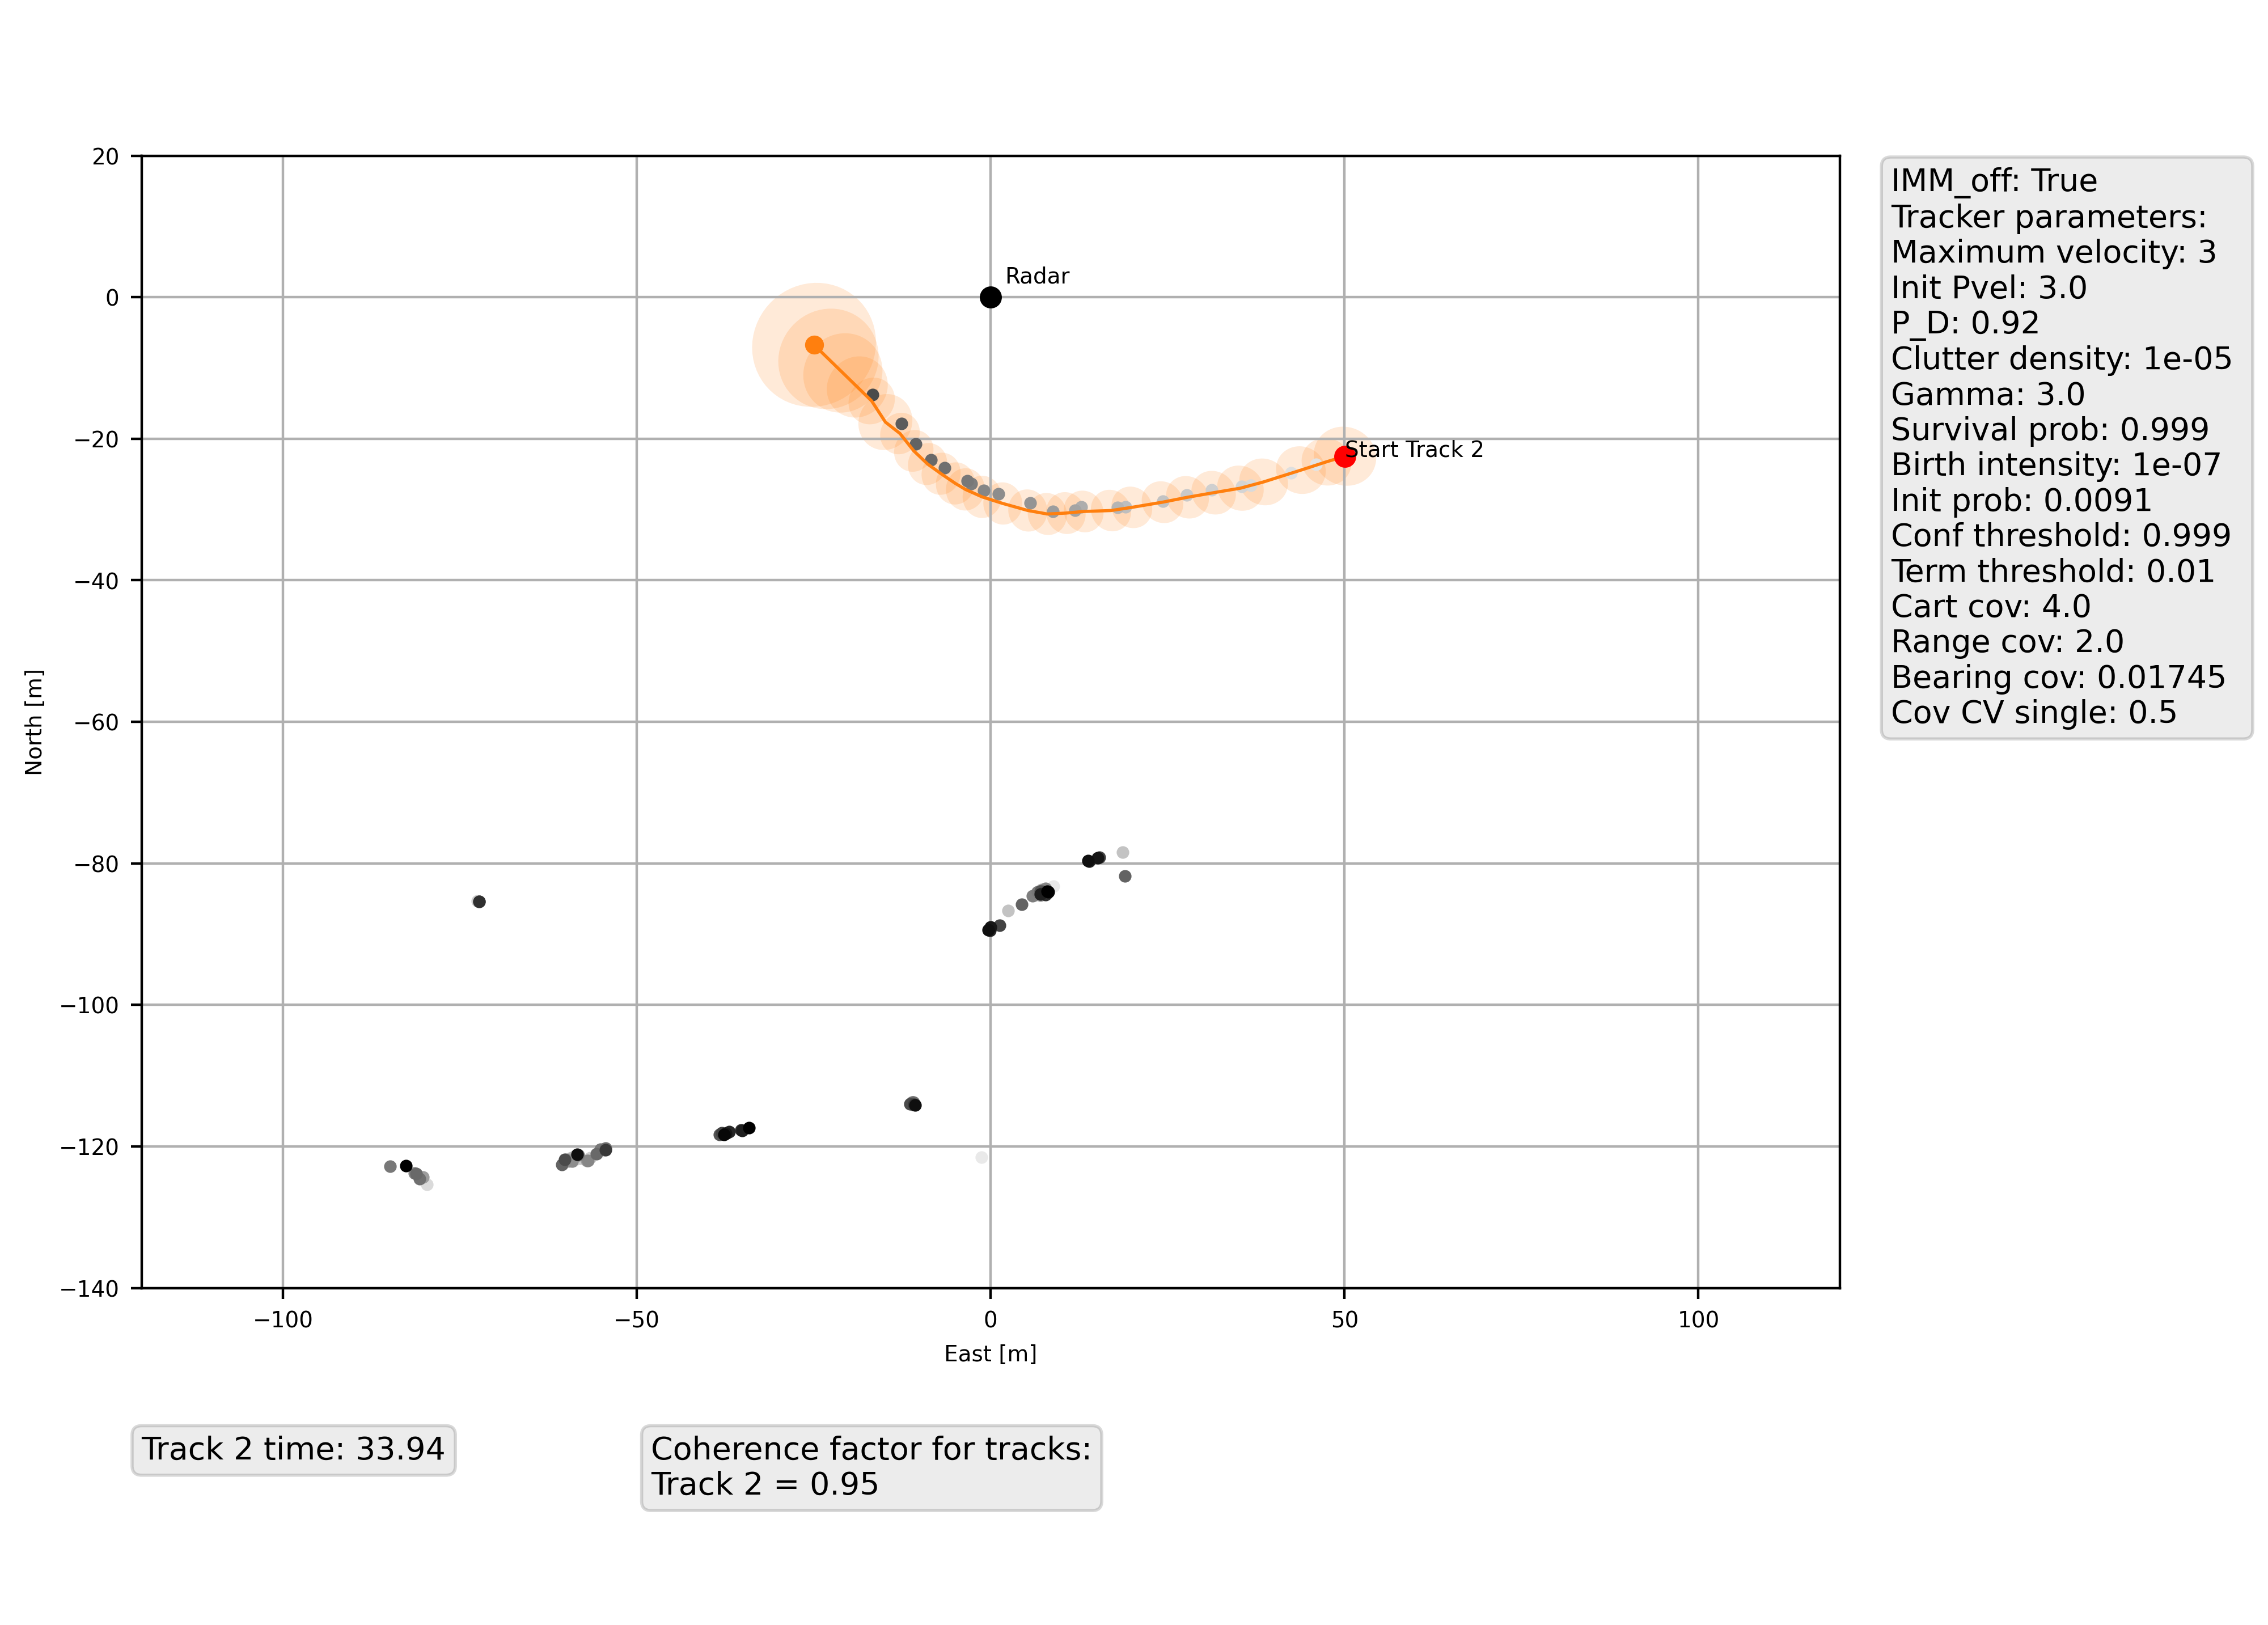 20
0
−20
−40
−60
−80
−100
−120
−140
−100
−50
0
50
100
North [m]
East [m]
Radar
Start Track 2
IMM_off: True
Tracker parameters:
Maximum velocity: 3
Init Pvel: 3.0
P_D: 0.92
Clutter density: 1e-05
Gamma: 3.0
Survival prob: 0.999
Birth intensity: 1e-07
Init prob: 0.0091
Conf threshold: 0.999
Term threshold: 0.01
Cart cov: 4.0
Range cov: 2.0
Bearing cov: 0.01745
Cov CV single: 0.5
Track 2 time: 33.94
Coherence factor for tracks:
Track 2 = 0.95